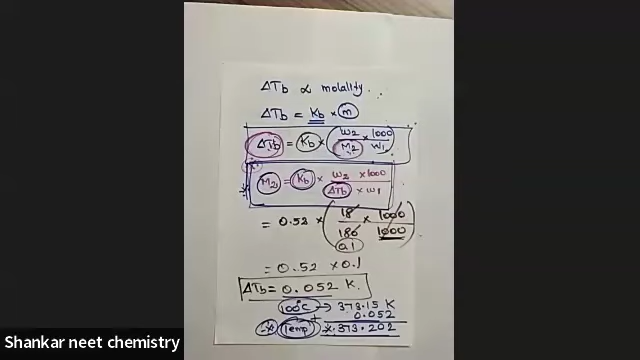 ΔTb ∝ molality.
ΔTb = Kb × m
ΔTb = Kb × (W2/M2 × 1000/W1)
M2 = Kb × W2 × 1000 / ΔTb × W1
= 0.52 × (18/180 × 1000/1000)
0.1
= 0.52 × 0.1
ΔTb = 0.052 K.
100°C → 373.15 K
+ 0.052
Temp 373.202
Shankar neet chemistry